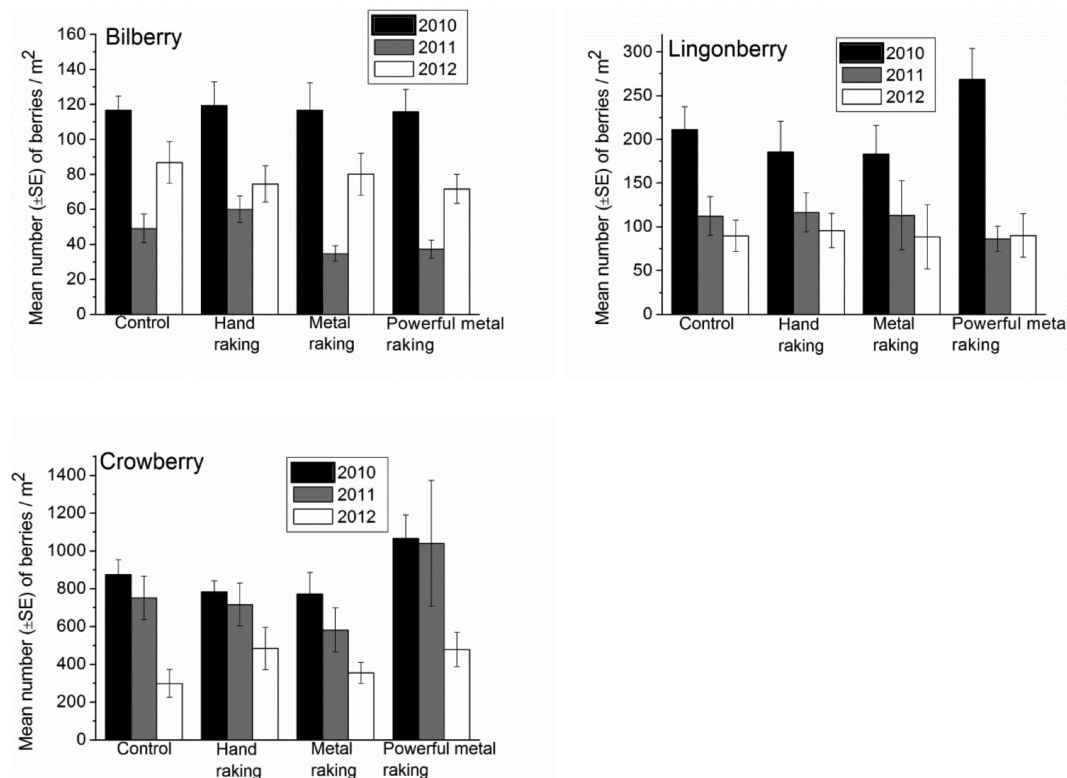 Bilberry
2010
2011
2012
Mean number (±SE) of berries / m²
160
140
120
100
80
60
40
20
0
Control
Hand
raking
Metal
raking
Powerful metal
raking
Lingonberry
2010
2011
2012
Mean number (±SE) of berries / m²
300
250
200
150
100
50
0
Control
Hand
raking
Metal
raking
Powerful metal
raking
Crowberry
2010
2011
2012
Mean number (±SE) of berries / m²
1400
1200
1000
800
600
400
200
0
Control
Hand
raking
Metal
raking
Powerful metal
raking